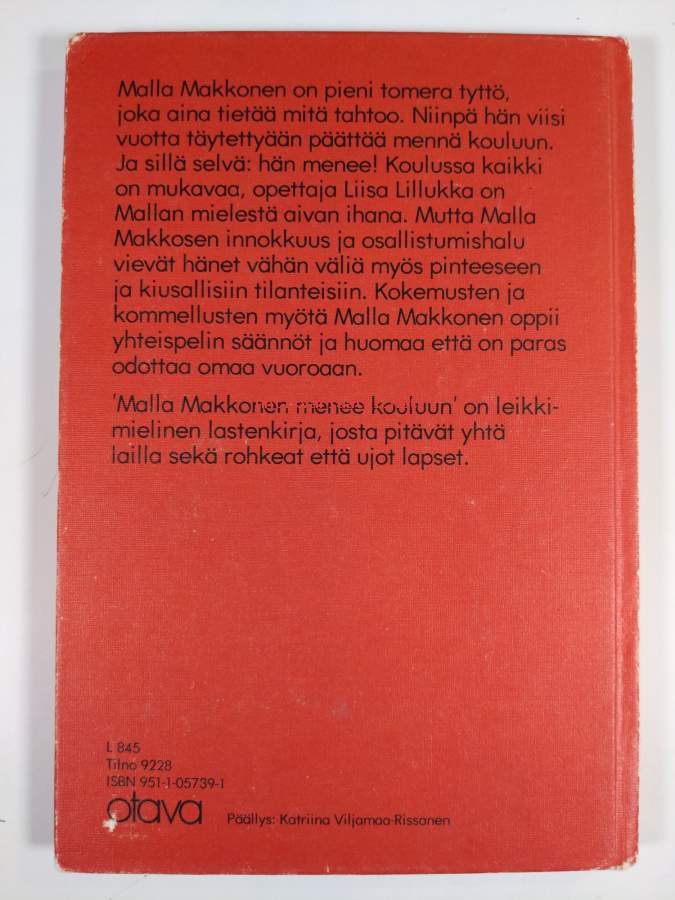 Malla Makkonen on pieni tomera tyttö,
joka aina tietää mitä tahtoo. Niinpä hän viisi
vuotta täytettyään päättää mennä kouluun.
Ja sillä selvä: hän menee! Koulussa kaikki
on mukavaa, opettaja Liisa Lillukka on
Mallan mielestä aivan ihana. Mutta Malla
Makkosen innokkuus ja osallistumishalu
vievät hänet vähän väliä myös pinteeseen
ja kiusallisiin tilanteisiin. Kokemusten ja
kommellusten myötä Malla Makkonen oppii
yhteispelin säännöt ja huomaa että on paras
odottaa omaa vuoroaan.
'Malla Makkonen menee kouluun' on leikki-
mielinen lastenkirja, josta pitävät yhtä
lailla sekä rohkeat että ujot lapset.
L 845
Tilno 9228
ISBN 951-1-05739-1
otava
Päällys: Katriina Viljamaa-Rissanen